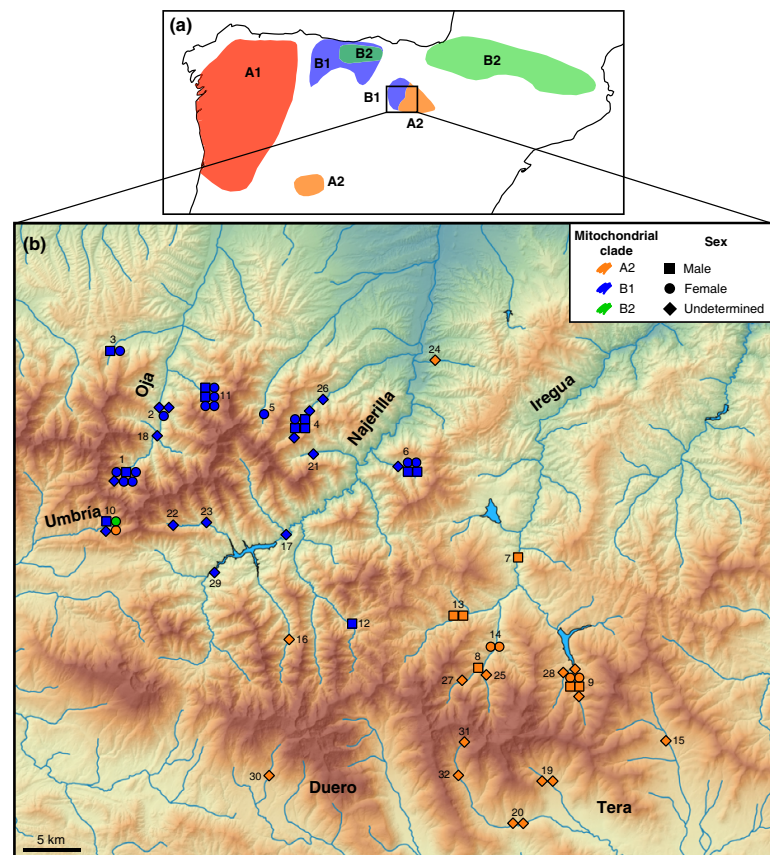 (a)
A1
B1
B2
B2
B1
A2
A2
(b)
Mitochondrial clade
Sex
A2
Male
B1
Female
B2
Undetermined
3
24
Oja
11
26
Iregua
2
5
4
Najerilla
18
21
6
1
Umbría
10
22
23
17
7
29
13
12
16
14
8
27
25
28
9
31
15
30
32
19
Duero
Tera
20
5 km